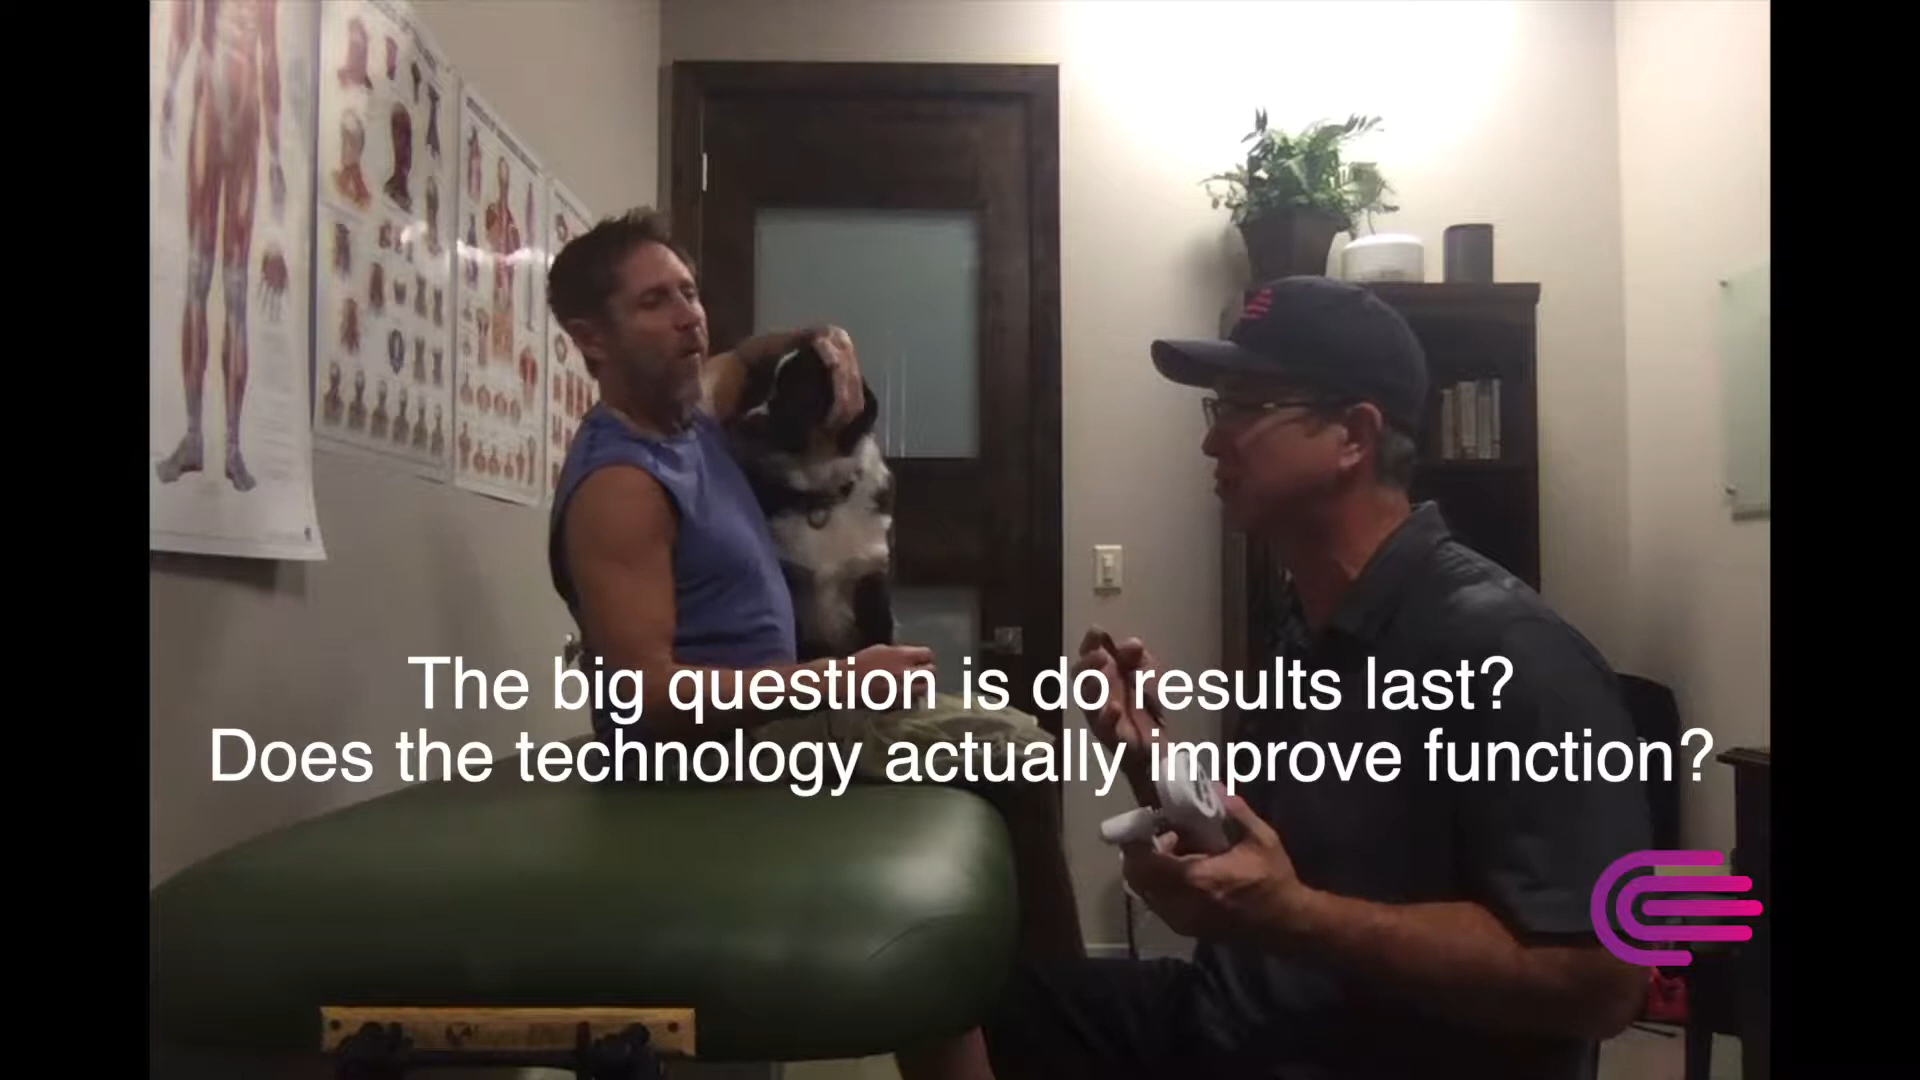 The big question is do results last?
Does the technology actually improve function?